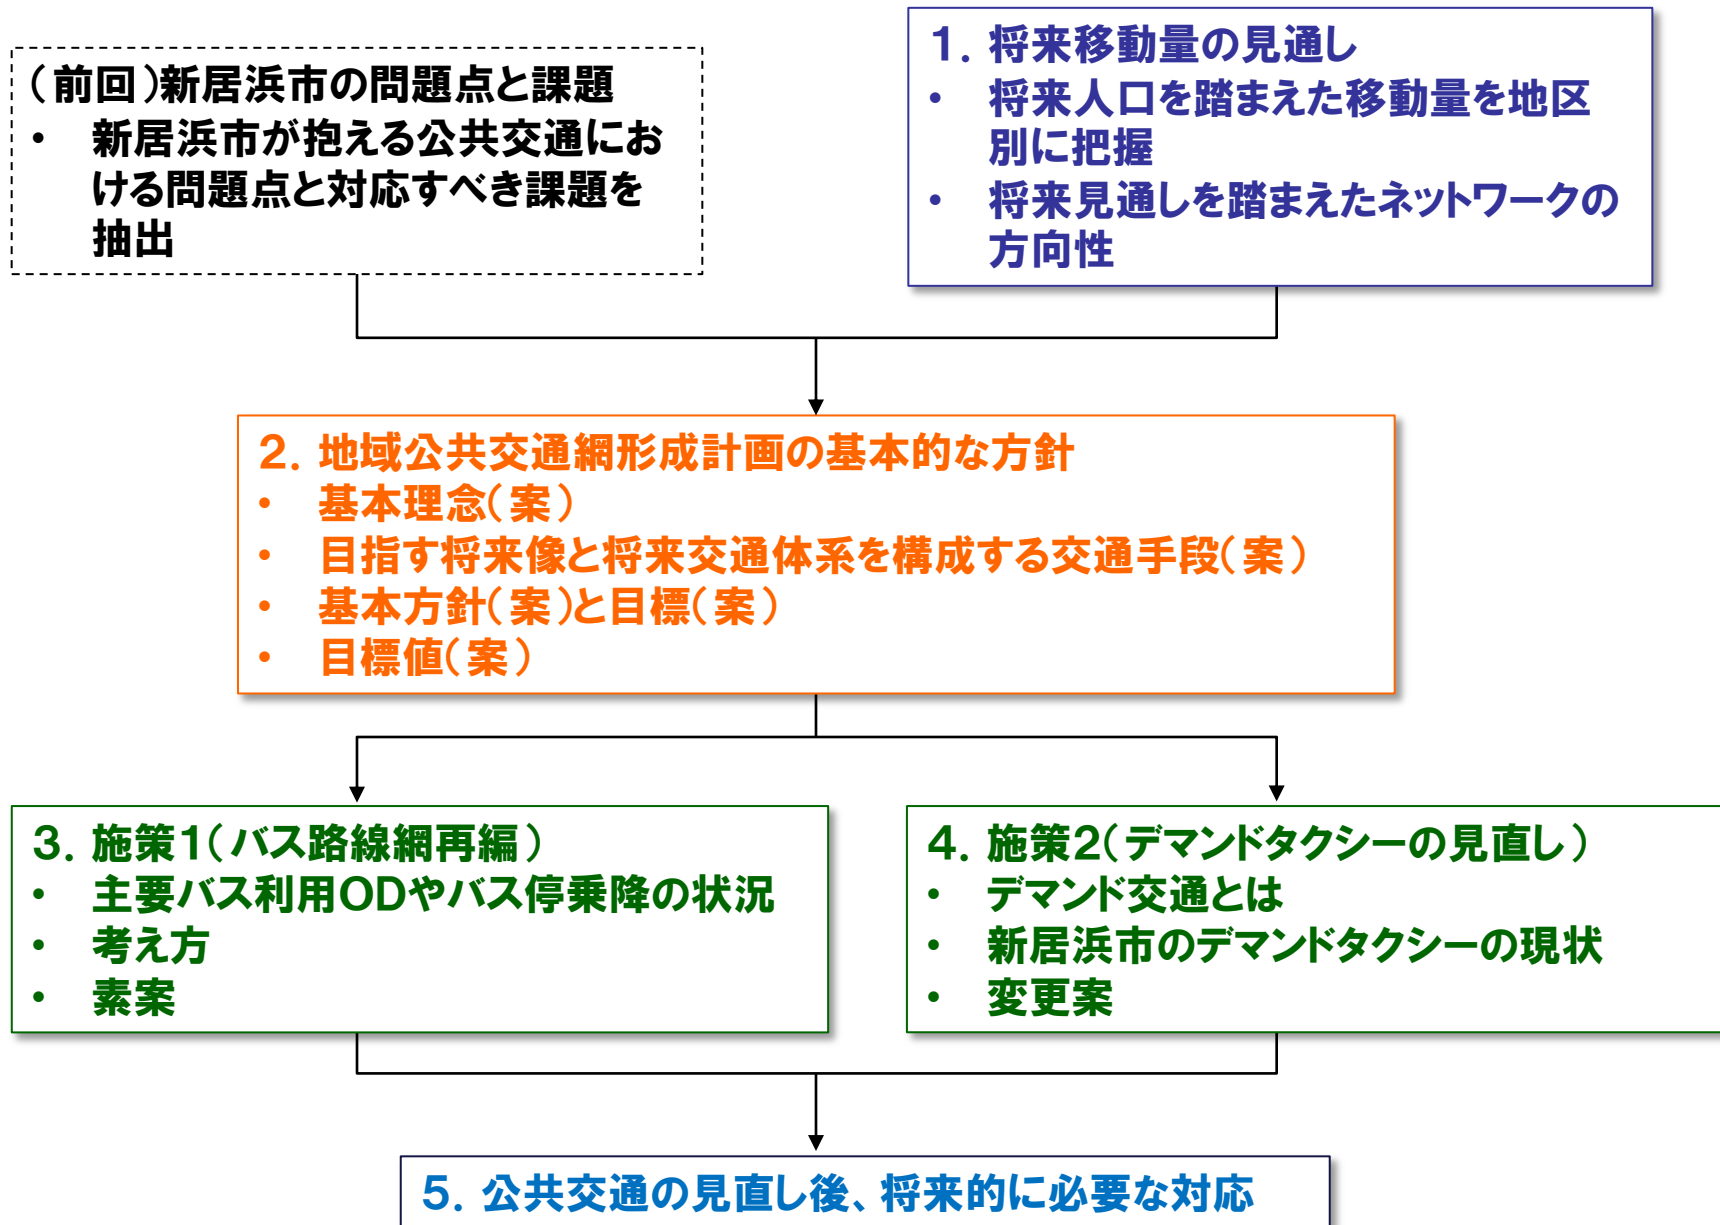 (前回)新居浜市の問題点と課題
• 新居浜市が抱える公共交通にお
ける問題点と対応すべき課題を
抽出
1. 将来移動量の見通し
• 将来人口を踏まえた移動量を地区
別に把握
• 将来見通しを踏まえたネットワークの
方向性
2. 地域公共交通網形成計画の基本的な方針
• 基本理念(案)
• 目指す将来像と将来交通体系を構成する交通手段(案)
• 基本方針(案)と目標(案)
• 目標値(案)
3. 施策1(バス路線網再編)
• 主要バス利用ODやバス停乗降の状況
• 考え方
• 素案
4. 施策2(デマンドタクシーの見直し)
• デマンド交通とは
• 新居浜市のデマンドタクシーの現状
• 変更案
5. 公共交通の見直し後、将来的に必要な対応